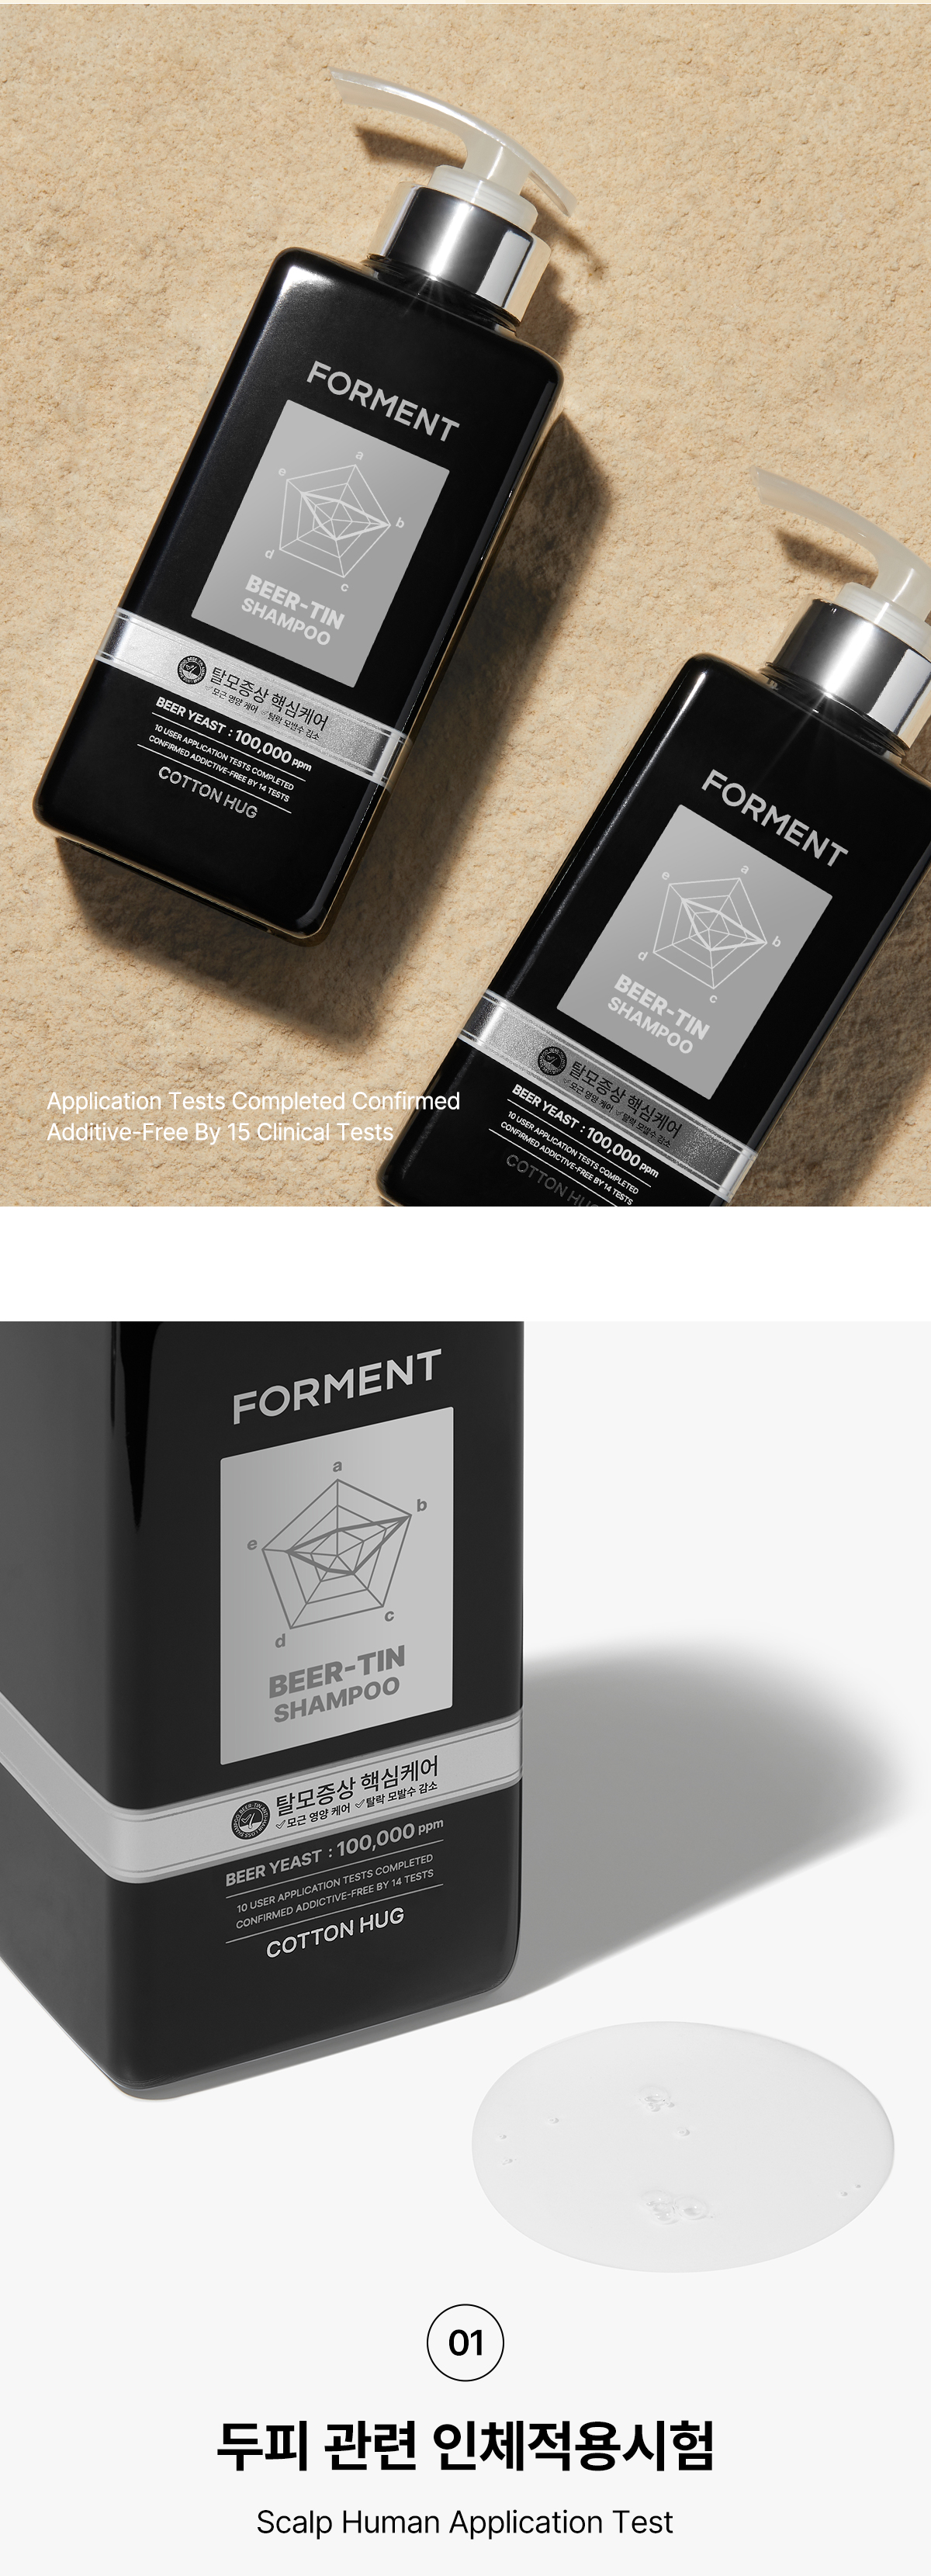 FORMENT
a
e
b
d
c
BEER-TIN
SHAMPOO
탈모증상 핵심케어
모근 영양 케어 탈락 모발수 감소
BEER YEAST : 100,000 ppm
10 USER APPLICATION TESTS COMPLETED
CONFIRMED ADDICTIVE-FREE BY 14 TESTS
COTTON HUG
FORMENT
a
e
b
d
c
BEER-TIN
SHAMPOO
탈모증상 핵심케어
모근 영양 케어 탈락 모발수 감소
BEER YEAST : 100,000 ppm
10 USER APPLICATION TESTS COMPLETED
CONFIRMED ADDICTIVE-FREE BY 14 TESTS
COTTON HUG
Application Tests Completed Confirmed
Additive-Free By 15 Clinical Tests
FORMENT
a
b
e
c
d
BEER-TIN
SHAMPOO
탈모증상 핵심케어
모근 영양 케어 탈락 모발수 감소
BEER YEAST : 100,000 ppm
10 USER APPLICATION TESTS COMPLETED
CONFIRMED ADDICTIVE-FREE BY 14 TESTS
COTTON HUG
01
두피 관련 인체적용시험
Scalp Human Application Test